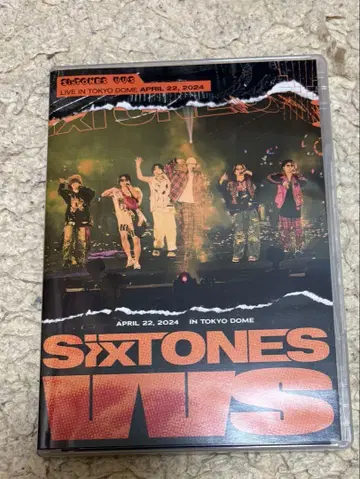 SixTONES VVS
LIVE IN TOKYO DOME APRIL 22, 2024
APRIL 22, 2024 IN TOKYO DOME
SixTONES
VVS